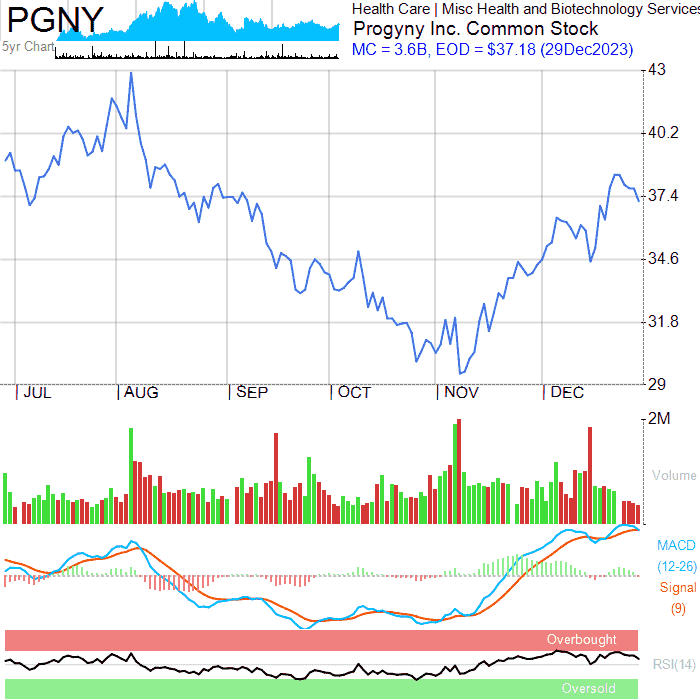 PGNY
Health Care | Misc Health and Biotechnology Services
Progyny Inc. Common Stock
5yr Chart
MC = 3.6B, EOD = $37.18 (29Dec2023)
43
40.2
37.4
34.6
31.8
29
JUL AUG SEP OCT NOV DEC
2M
Volume
MACD
(12-26)
Signal
(9)
Overbought
RSI(14)
Oversold